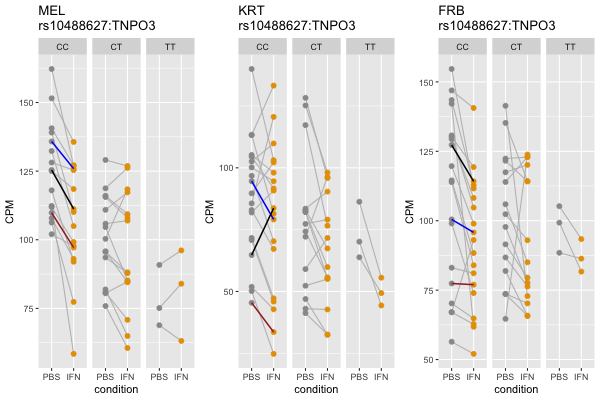 MEL
rs10488627:TNPO3
CC CT TT
CPM
150
125
100
75
PBS IFN PBS IFN PBS IFN
condition
KRT
rs10488627:TNPO3
CC CT TT
CPM
100
50
PBS IFN PBS IFN PBS IFN
condition
FRB
rs10488627:TNPO3
CC CT TT
CPM
150
125
100
75
50
PBS IFN PBS IFN PBS IFN
condition